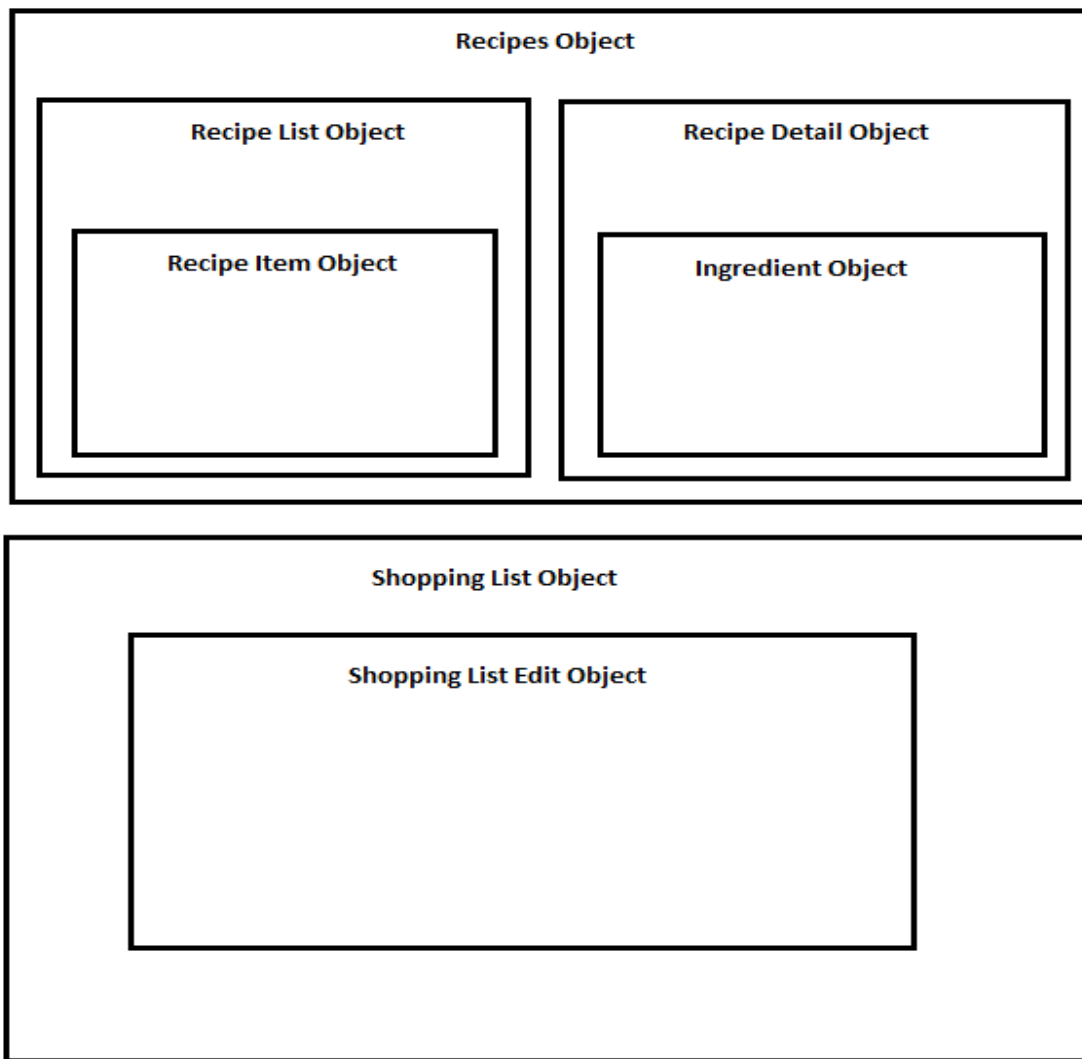 Recipes Object
Recipe List Object
Recipe Detail Object
Recipe Item Object
Ingredient Object
Shopping List Object
Shopping List Edit Object